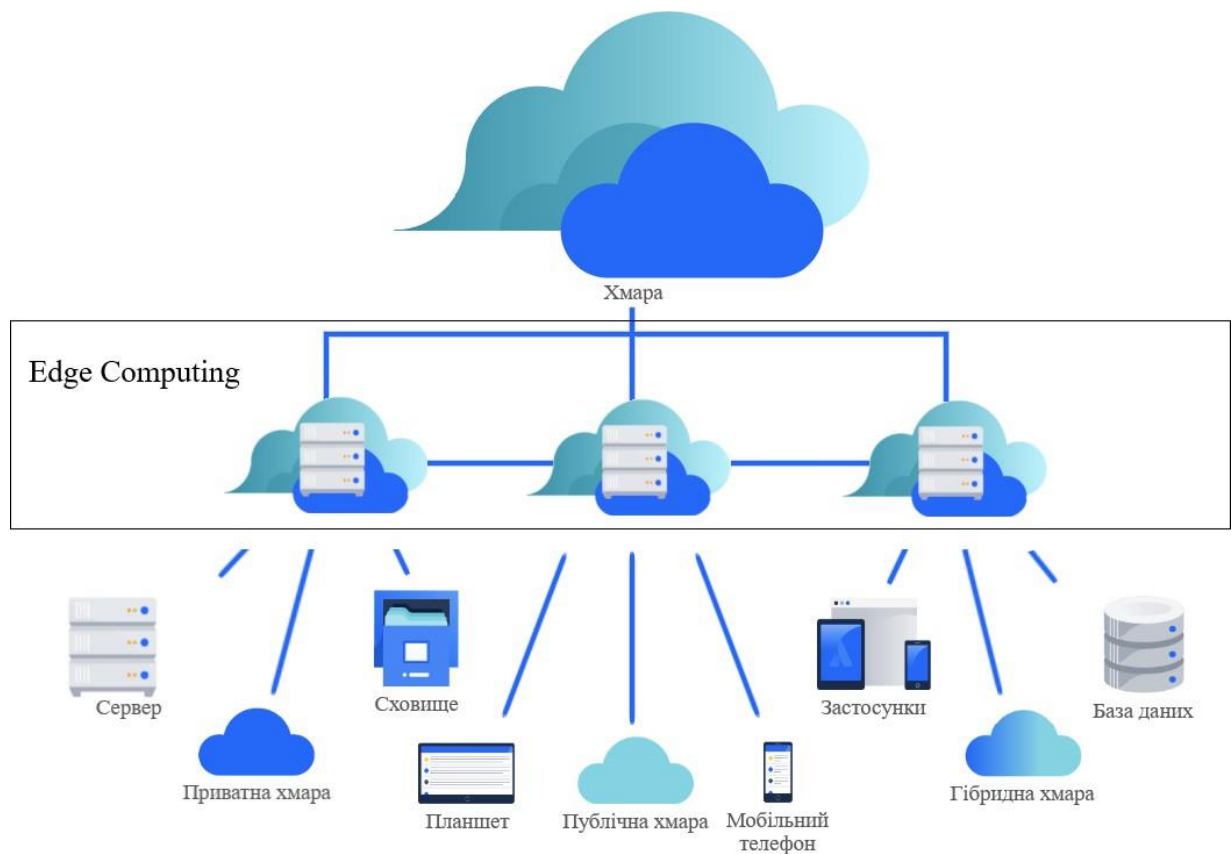 Хмара
Edge Computing
Сервер
Сховище
Застосунки
База даних
Приватна хмара
Планшет
Публічна хмара
Мобільний
телефон
Гібридна хмара